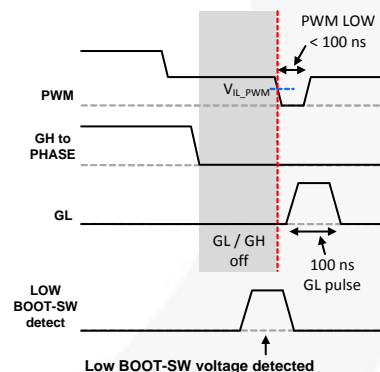 PWM LOW
< 100 ns
VIL_PWM
PWM
GH to
PHASE
GL
GL / GH
off
100 ns
GL pulse
LOW
BOOT-SW
detect
Low BOOT-SW voltage detected